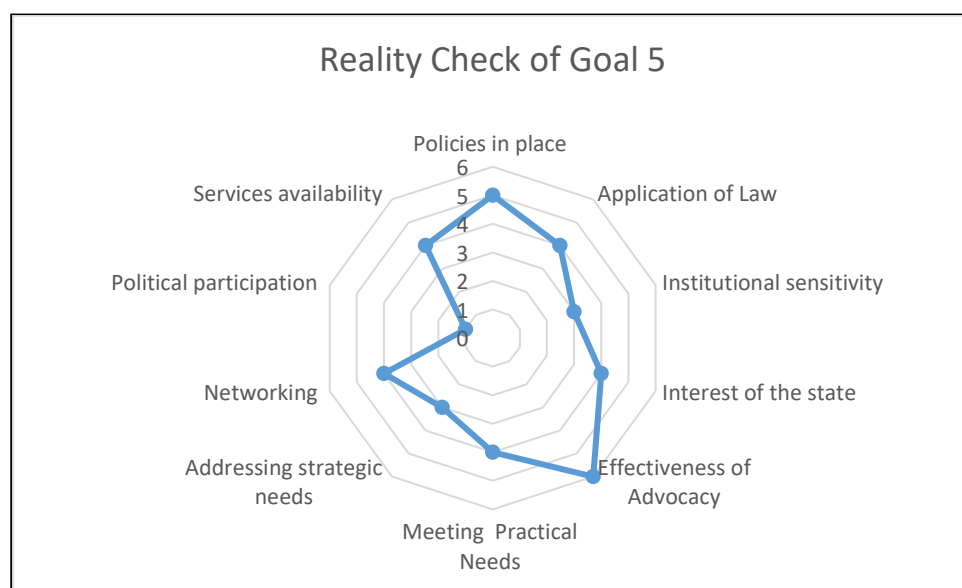 Reality Check of Goal 5
Policies in place
6
5
4
3
2
1
0
Application of Law
Institutional sensitivity
Interest of the state
Effectiveness of
Advocacy
Meeting  Practical
Needs
Addressing strategic
needs
Networking
Political participation
Services availability